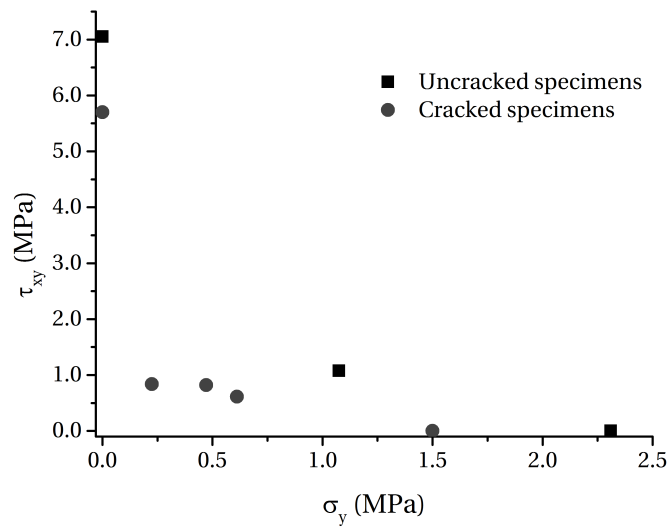 7.0
Uncracked specimens
6.0
Cracked specimens
5.0
4.0
τxy (MPa)
3.0
2.0
1.0
0.0
0.0 0.5 1.0 1.5 2.0 2.5
σy (MPa)